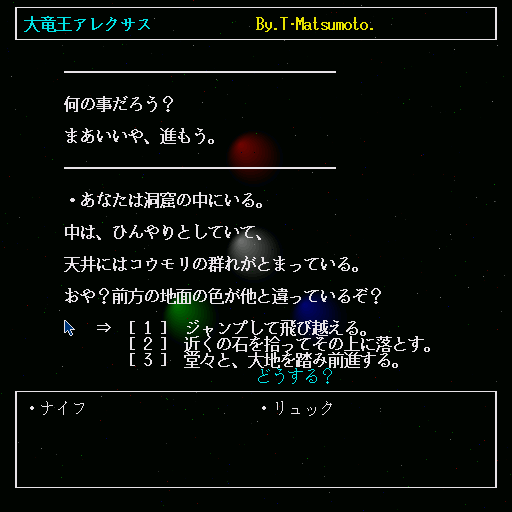 大竜王アレクサス By.T·Matsumoto.
何の事だろう？
まあいいや、進もう。
・あなたは洞窟の中にいる。
中は、ひんやりとしていて、
天井にはコウモリの群れがとまっている。
おや？前方の地面の色が他と違っているぞ？
⇒ [ 1 ] ジャンプして飛び越える。
[ 2 ] 近くの石を拾ってその上に落とす。
[ 3 ] 堂々と、大地を踏み前進する。
どうする？
・ナイフ ・リュック